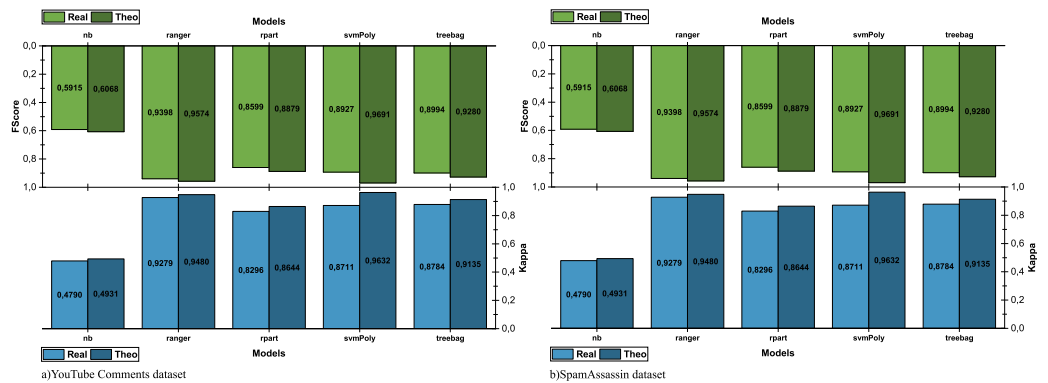 Real Theo
Models
nb ranger rpart svmPoly treebag
0,0
0,2
0,4
0,6
0,8
1,0
FScore
0,5915 0,6068 0,9398 0,9574 0,8599 0,8879 0,8927 0,9691 0,8994 0,9280
1,0
0,8
0,6
0,4
0,2
0,0
Kappa
0,4790 0,4931 0,9279 0,9480 0,8296 0,8644 0,8711 0,9632 0,8784 0,9135
nb ranger rpart svmPoly treebag
Real Theo
Models
a)YouTube Comments dataset
Real Theo
Models
nb ranger rpart svmPoly treebag
0,0
0,2
0,4
0,6
0,8
1,0
FScore
0,5915 0,6068 0,9398 0,9574 0,8599 0,8879 0,8927 0,9691 0,8994 0,9280
1,0
0,8
0,6
0,4
0,2
0,0
Kappa
0,4790 0,4931 0,9279 0,9480 0,8296 0,8644 0,8711 0,9632 0,8784 0,9135
nb ranger rpart svmPoly treebag
Real Theo
Models
b)SpamAssassin dataset